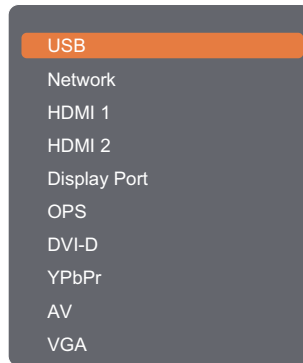 USB
Network
HDMI 1
HDMI 2
Display Port
OPS
DVI-D
YPbPr
AV
VGA